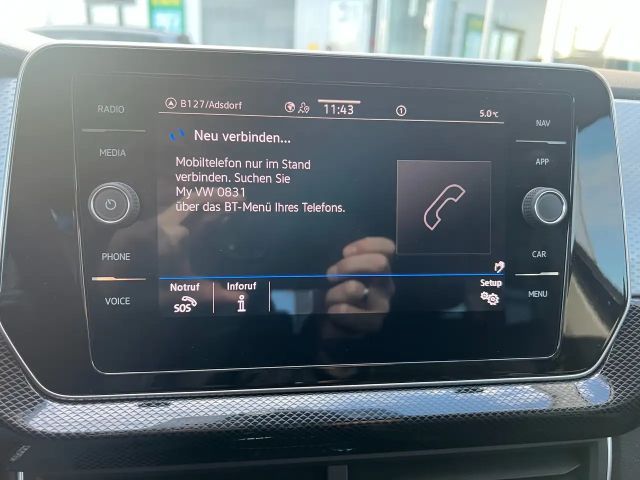 RADIO
MEDIA
PHONE
VOICE
B127/Adsdorf
11:43
1
5.0°C
Neu verbinden...
Mobiltelefon nur im Stand
verbinden. Suchen Sie
My VW 0831
über das BT-Menü Ihres Telefons.
Notruf
SOS
Inforuf
i
Setup
NAV
APP
CAR
MENU